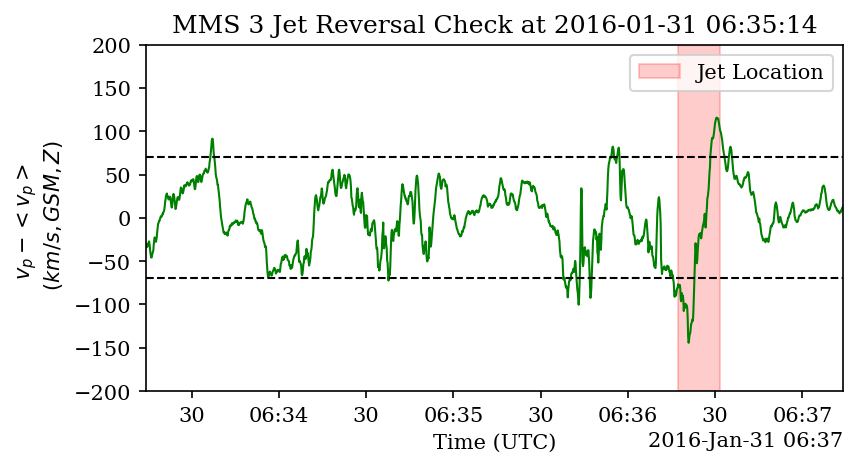 MMS 3 Jet Reversal Check at 2016-01-31 06:35:14
200
150
100
50
0
−50
−100
−150
−200
v_p − < v_p >
(km/s, GSM, Z)
Jet Location
30 06:34 30 06:35 30 06:36 30 06:37
Time (UTC)
2016-Jan-31 06:37